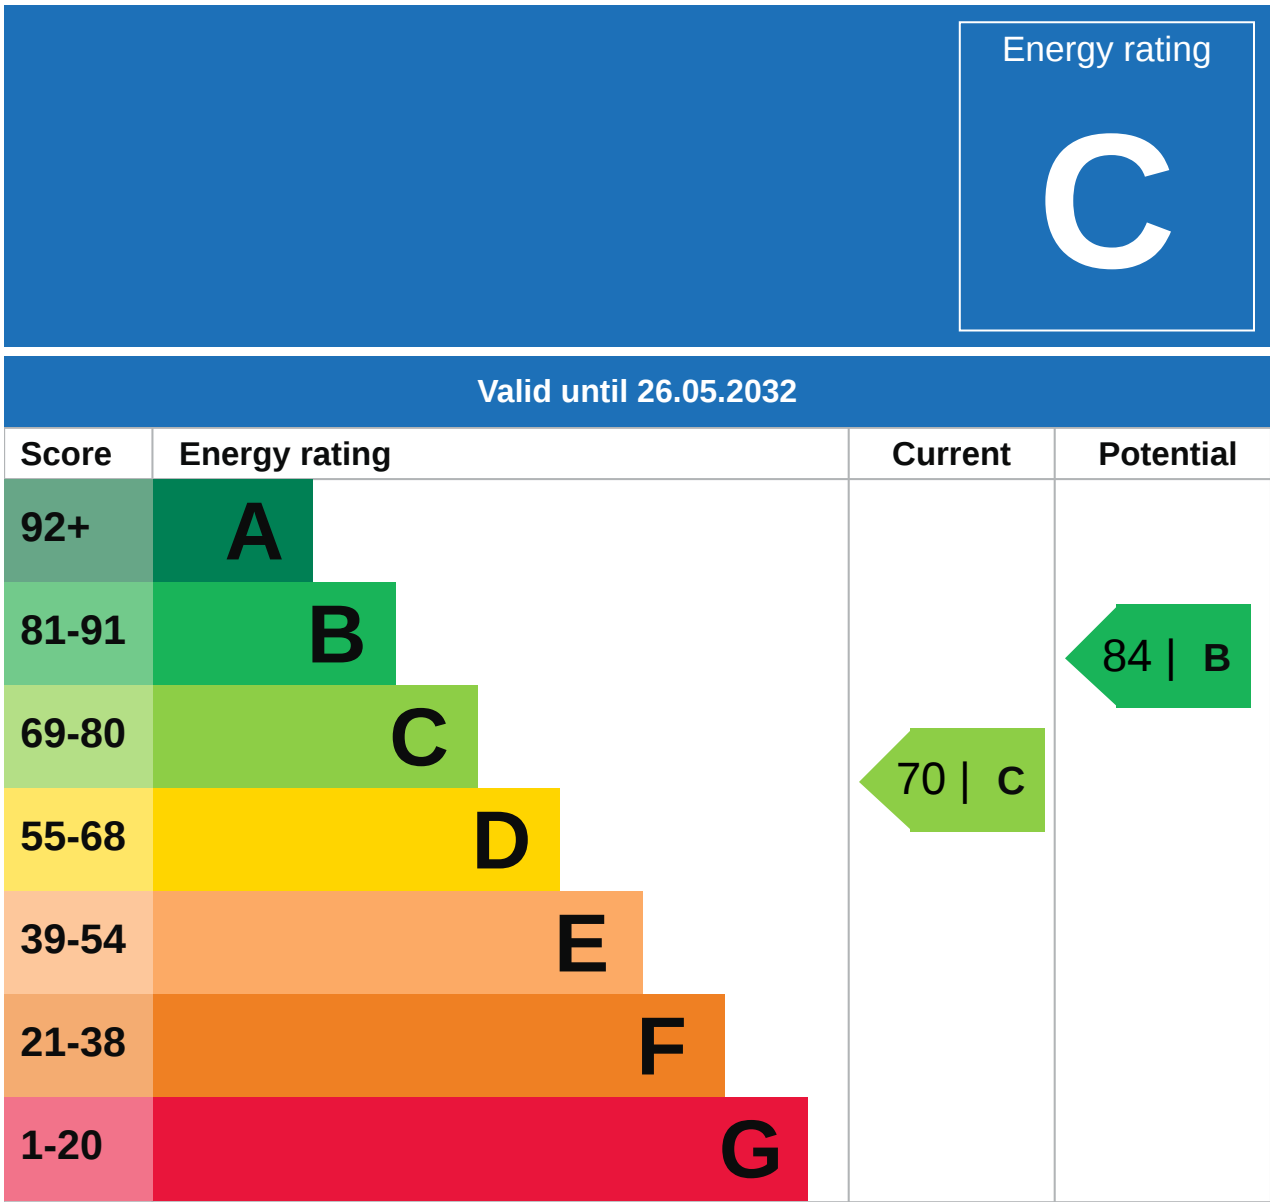 Energy rating
C
Valid until 26.05.2032
Score Energy rating Current Potential
92+ A
81-91 B
84 | B
69-80 C
70 | C
55-68 D
39-54 E
21-38 F
1-20 G